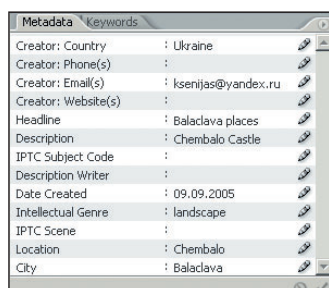 Metadata Keywords
Creator: Country : Ukraine
Creator: Phone(s) :
Creator: Email(s) : ksenijas@yandex.ru
Creator: Website(s) :
Headline : Balaclava places
Description : Chembalo Castle
IPTC Subject Code :
Description Writer :
Date Created : 09.09.2005
Intellectual Genre : landscape
IPTC Scene :
Location : Chembalo
City : Balaclava